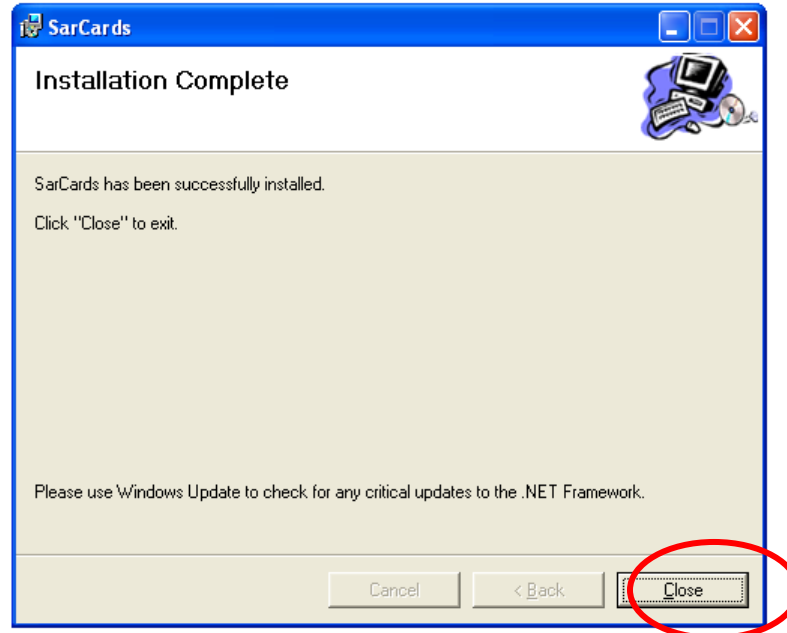 SarCards
Installation Complete
SarCards has been successfully installed.
Click "Close" to exit.
Please use Windows Update to check for any critical updates to the .NET Framework.
Cancel
< Back
Close